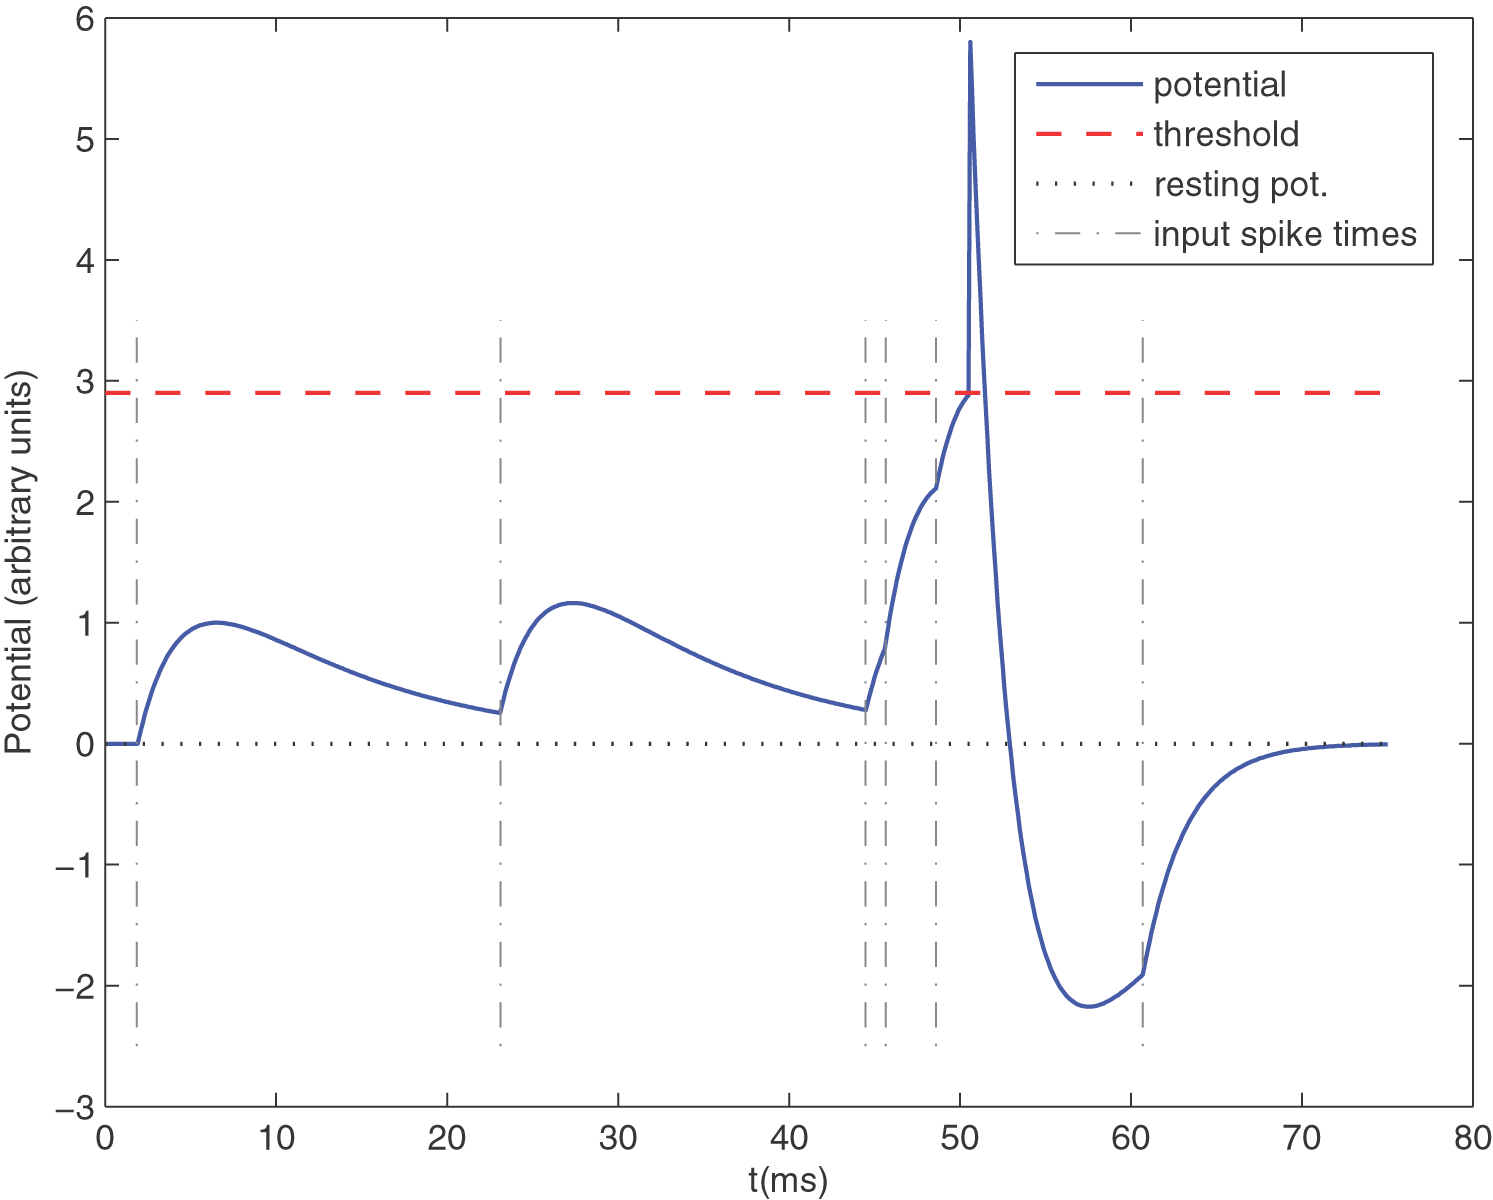 6
5
4
3
2
1
0
−1
−2
−3
0 10 20 30 40 50 60 70 80
t(ms)
Potential (arbitrary units)
potential
threshold
resting pot.
input spike times